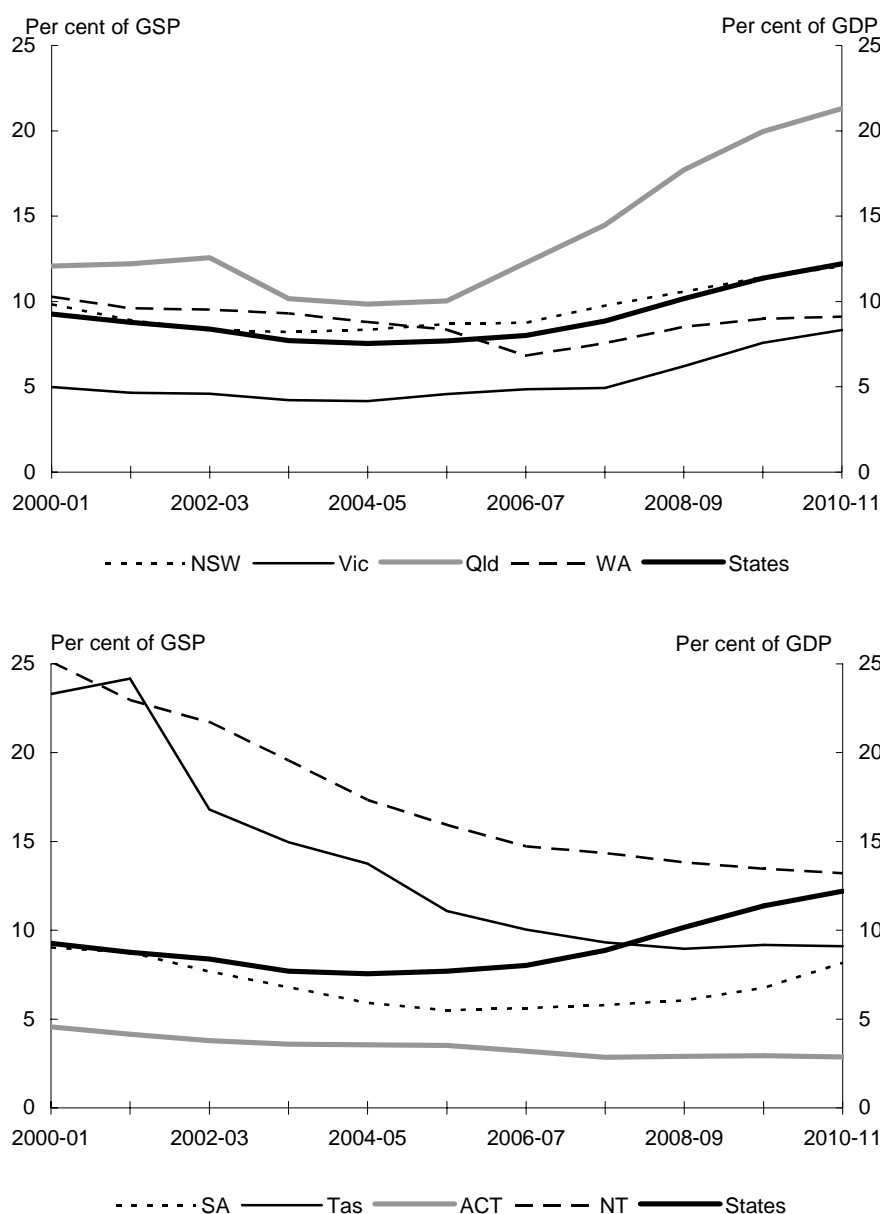 Per cent of GSP Per cent of GDP
25 25
20 20
15 15
10 10
5 5
0 0
2000-01 2002-03 2004-05 2006-07 2008-09 2010-11
NSW Vic Qld WA States
Per cent of GSP Per cent of GDP
25 25
20 20
15 15
10 10
5 5
0 0
2000-01 2002-03 2004-05 2006-07 2008-09 2010-11
SA Tas ACT NT States